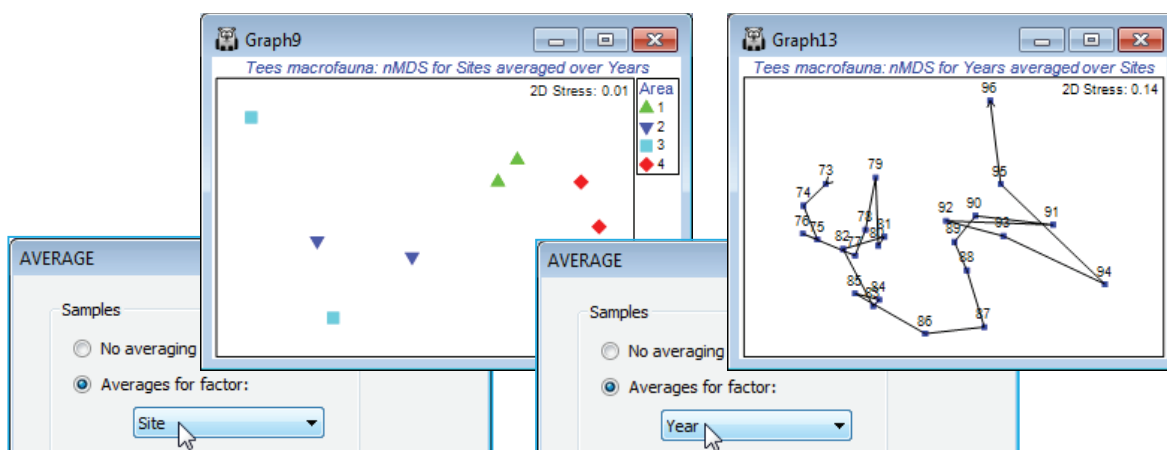 Graph9
Tees macrofauna: nMDS for Sites averaged over Years
2D Stress: 0.01
Area
1
2
3
4
Graph13
Tees macrofauna: nMDS for Years averaged over Sites
2D Stress: 0.14
96
95
79
73
74
76
75
78
81
80
82
77
92
90
91
93
89
88
94
85
84
83
86
87
AVERAGE
Samples
No averaging
Averages for factor:
Site
AVERAGE
Samples
No averaging
Averages for factor:
Year